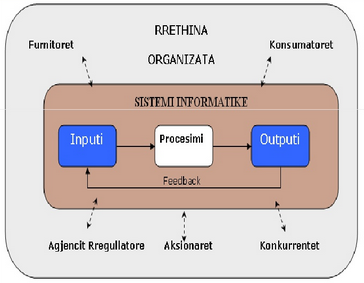 RRETHINA
Furnitoret
Konsumatoret
ORGANIZATA
SISTEMI INFORMATIKE
Inputi
Procesimi
Outputi
Feedback
Agjencit Rregullatore
Aksionaret
Konkurrentet